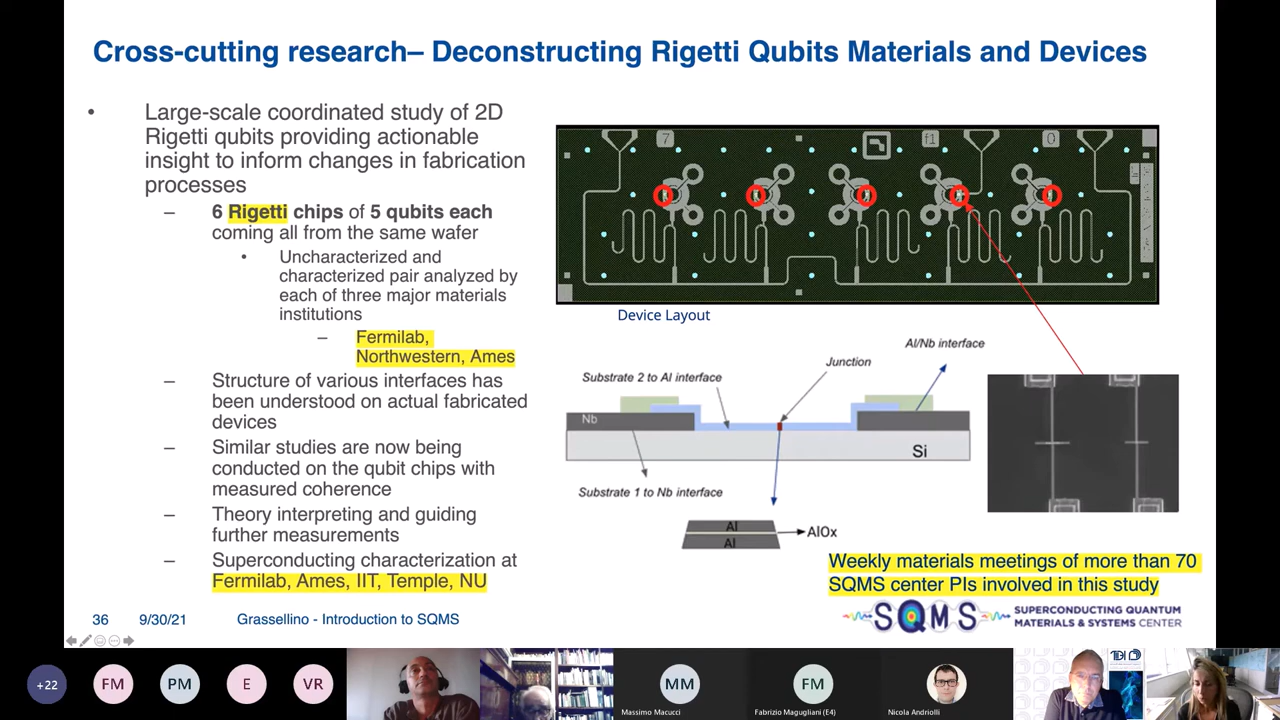 Cross-cutting research– Deconstructing Rigetti Qubits Materials and Devices
• Large-scale coordinated study of 2D
Rigetti qubits providing actionable
insight to inform changes in fabrication
processes
– 6 Rigetti chips of 5 qubits each
coming all from the same wafer
• Uncharacterized and
characterized pair analyzed by
each of three major materials
institutions
– Fermilab,
Northwestern, Ames
– Structure of various interfaces has
been understood on actual fabricated
devices
– Similar studies are now being
conducted on the qubit chips with
measured coherence
– Theory interpreting and guiding
further measurements
– Superconducting characterization at
Fermilab, Ames, IIT, Temple, NU
7
f1
0
Device Layout
Al/Nb interface
Junction
Substrate 2 to Al interface
Nb
Si
Substrate 1 to Nb interface
Al
AlOx
Al
Weekly materials meetings of more than 70
SQMS center PIs involved in this study
36
9/30/21
Grassellino - Introduction to SQMS
SQMS
SUPERCONDUCTING QUANTUM
MATERIALS & SYSTEMS CENTER
+22
FM
PM
E
VR
MM
Massimo Macucci
FM
Fabrizio Magugliani (E4)
Nicola Andriolli